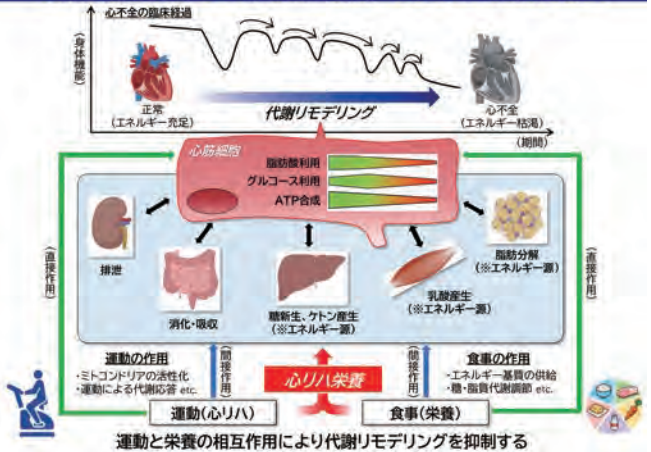 心不全の臨床経過
(身体機能)
正常
(エネルギー充足)
代謝リモデリング
心不全
(エネルギー枯渇)
(期間)
心筋細胞
脂肪酸利用
グルコース利用
ATP合成
(直接作用)
排泄
消化・吸収
糖新生、ケトン産生
(※エネルギー源)
乳酸産生
(※エネルギー源)
脂肪分解
(※エネルギー源)
(直接作用)
運動の作用
・ミトコンドリアの活性化
・運動による代謝応答 etc.
(間接作用)
心リハ栄養
(間接作用)
食事の作用
・エネルギー基質の供給
・糖・脂質代謝調節 etc.
運動(心リハ)
食事(栄養)
運動と栄養の相互作用により代謝リモデリングを抑制する